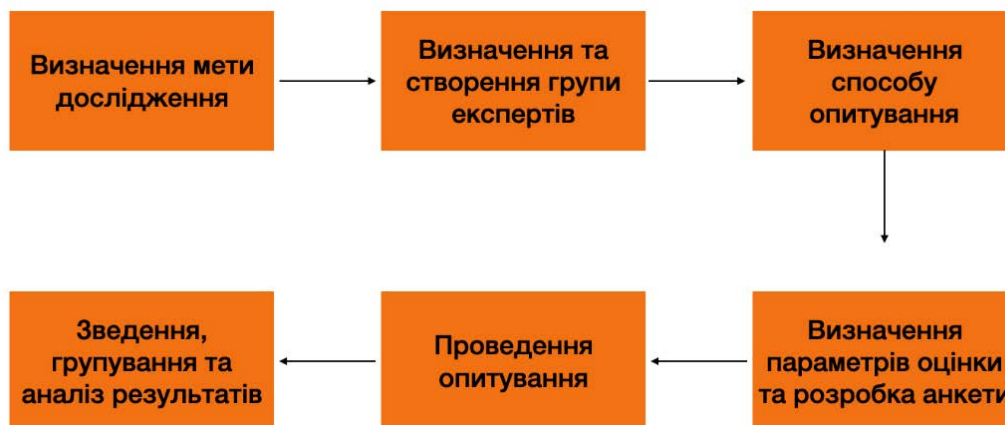 Визначення мети
дослідження
Визначення та
створення групи
експертів
Визначення
способу
опитування
Визначення
параметрів оцінки
та розробка анкети
Проведення
опитування
Зведення,
групування та
аналіз результатів